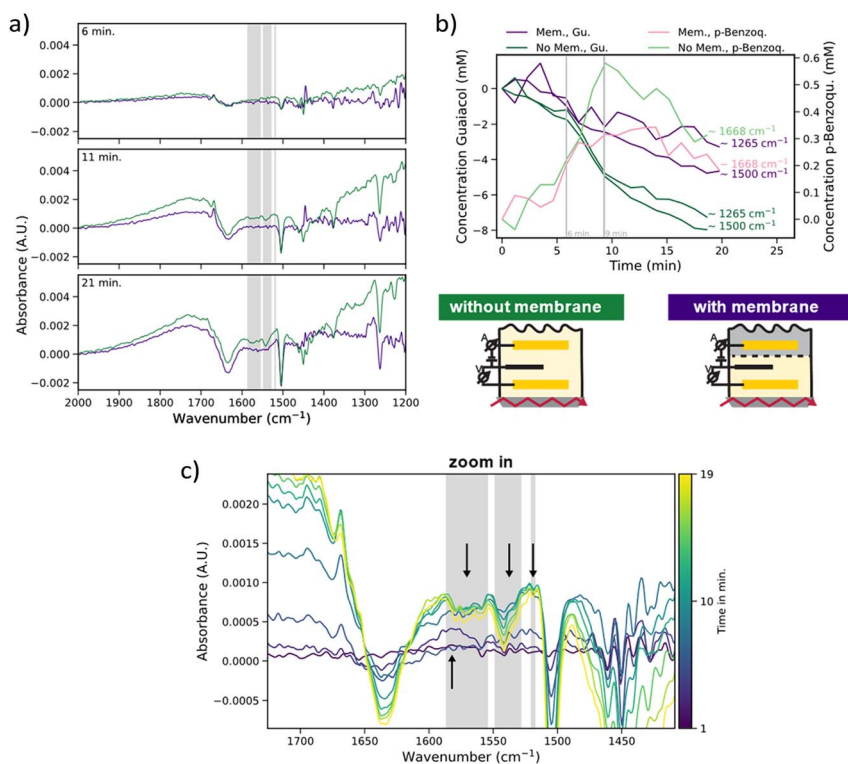 a)
6 min.
0.004
0.002
0.000
−0.002
11 min.
0.004
0.002
0.000
−0.002
21 min.
0.004
0.002
0.000
−0.002
Absorbance (A.U.)
2000 1900 1800 1700 1600 1500 1400 1300 1200
Wavenumber (cm⁻¹)
b)
Mem., Gu. Mem., p-Benzoq.
No Mem., Gu. No Mem., p-Benzoq.
Concentration Guaiacol (mM)
0
−2
−4
−6
−8
0.6
0.5
0.4
0.3
0.2
0.1
0.0
Concentration p-Benzoqu. (mM)
~ 1668 cm⁻¹
~ 1265 cm⁻¹
~ 1668 cm⁻¹
~ 1500 cm⁻¹
~ 1265 cm⁻¹
~ 1500 cm⁻¹
6 min 9 min
0 5 10 15 20 25
Time (min)
without membrane with membrane
A A
V V
c)
zoom in
0.0020
0.0015
0.0010
0.0005
0.0000
−0.0005
Absorbance (A.U.)
1700 1650 1600 1550 1500 1450
Wavenumber (cm⁻¹)
19
10
1
Time in min.